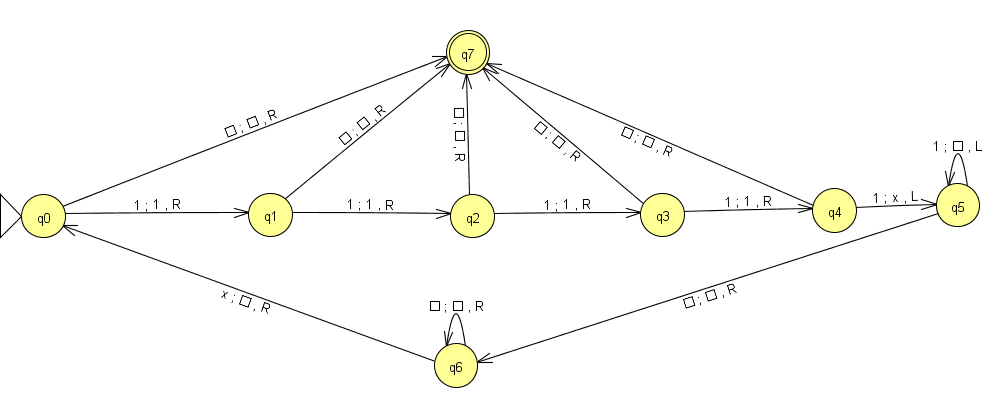 q7
□ ; □ , R
□ ; □ , R
□ ; □ , R
□ ; □ , R
□ ; □ , R
1 ; □ , L
q0
1 ; 1 , R
q1
1 ; 1 , R
q2
1 ; 1 , R
q3
1 ; 1 , R
q4
1 ; x , L
q5
x ; □ , R
□ ; □ , R
□ ; □ , R
q6